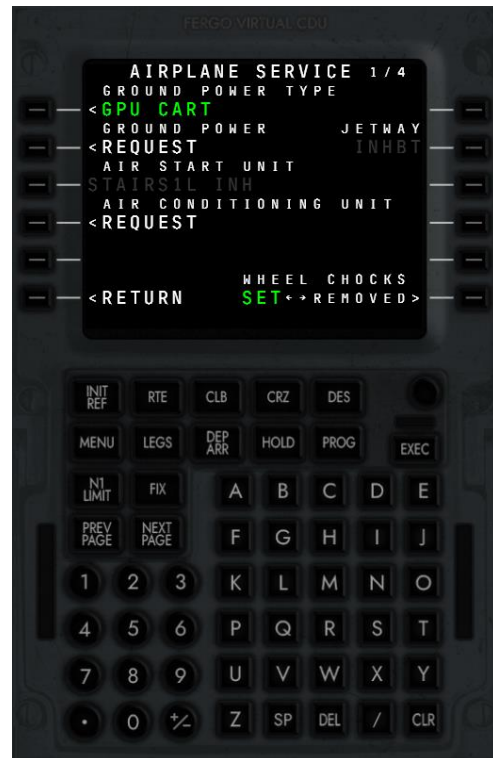 FERGO VIRTUAL CDU
AIRPLANE SERVICE 1/4
GROUND POWER TYPE
<GPU CART
GROUND POWER JETWAY
<REQUEST INHBT
AIR START UNIT
STAIRS1L INH
AIR CONDITIONING UNIT
<REQUEST
WHEEL CHOCKS
<RETURN SET←→REMOVED>
INIT REF RTE CLB CRZ DES
MENU LEGS DEP ARR HOLD PROG EXEC
N1 LIMIT FIX A B C D E
PREV PAGE NEXT PAGE F G H I J
1 2 3 K L M N O
4 5 6 P Q R S T
7 8 9 U V W X Y
. 0 +/- Z SP DEL / CLR